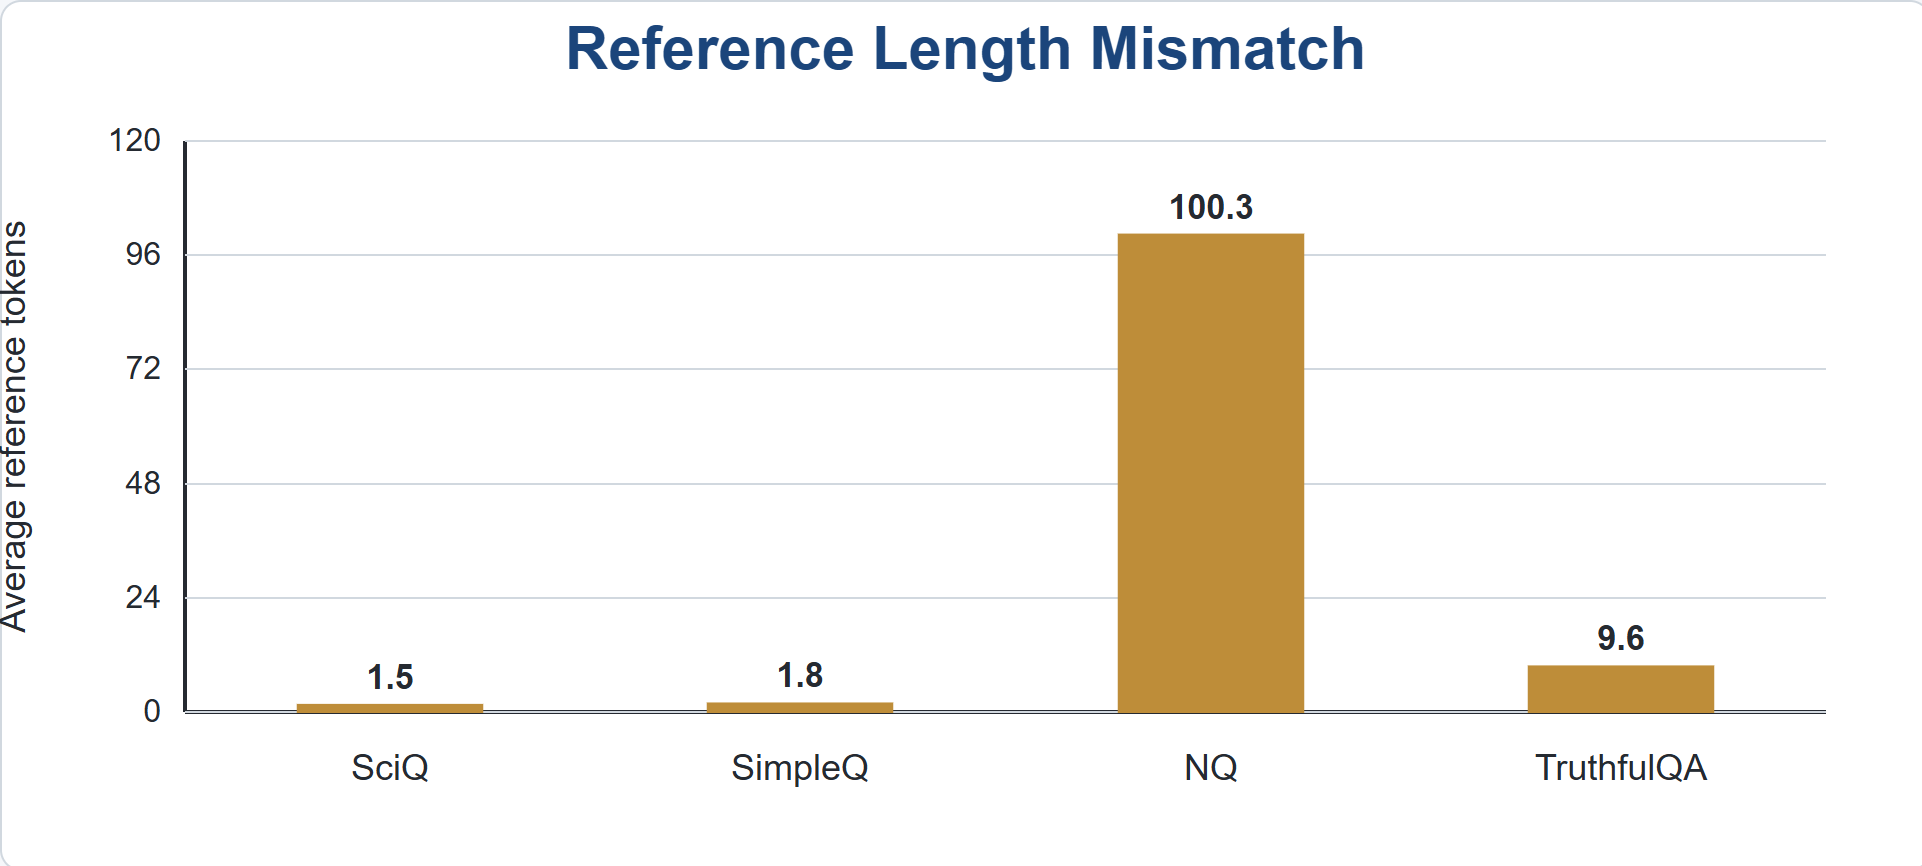 Reference Length Mismatch
Average reference tokens
120
96
72
48
24
0
1.5
1.8
100.3
9.6
SciQ
SimpleQ
NQ
TruthfulQA